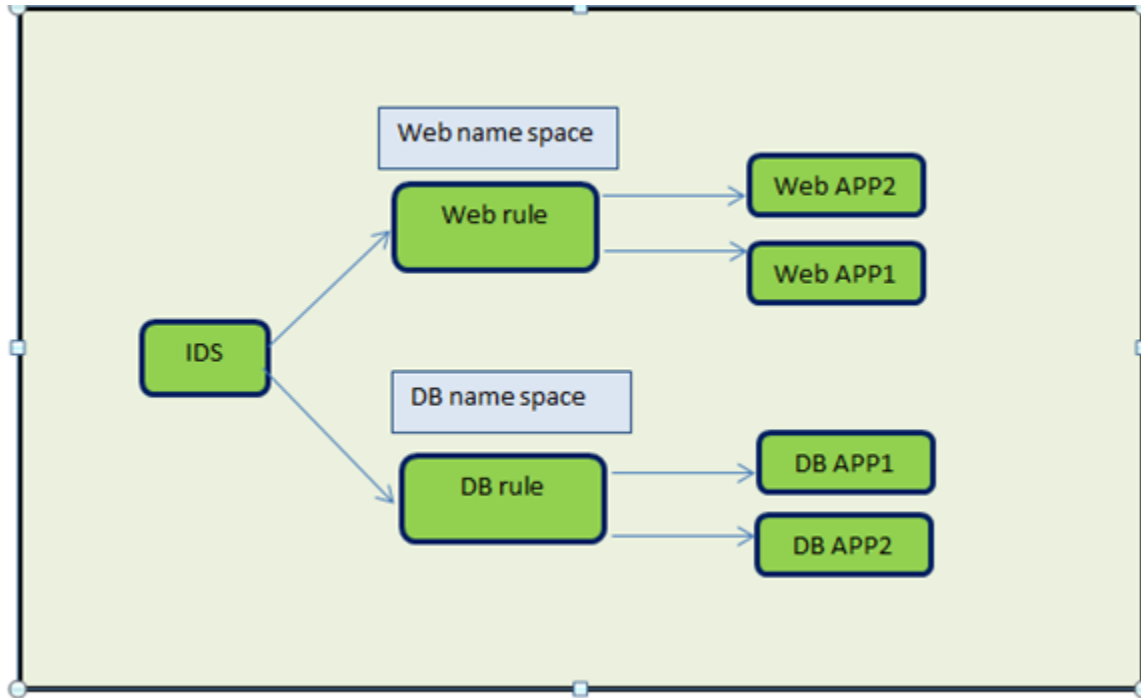 Web name space
Web rule
Web APP2
Web APP1
IDS
DB name space
DB rule
DB APP1
DB APP2